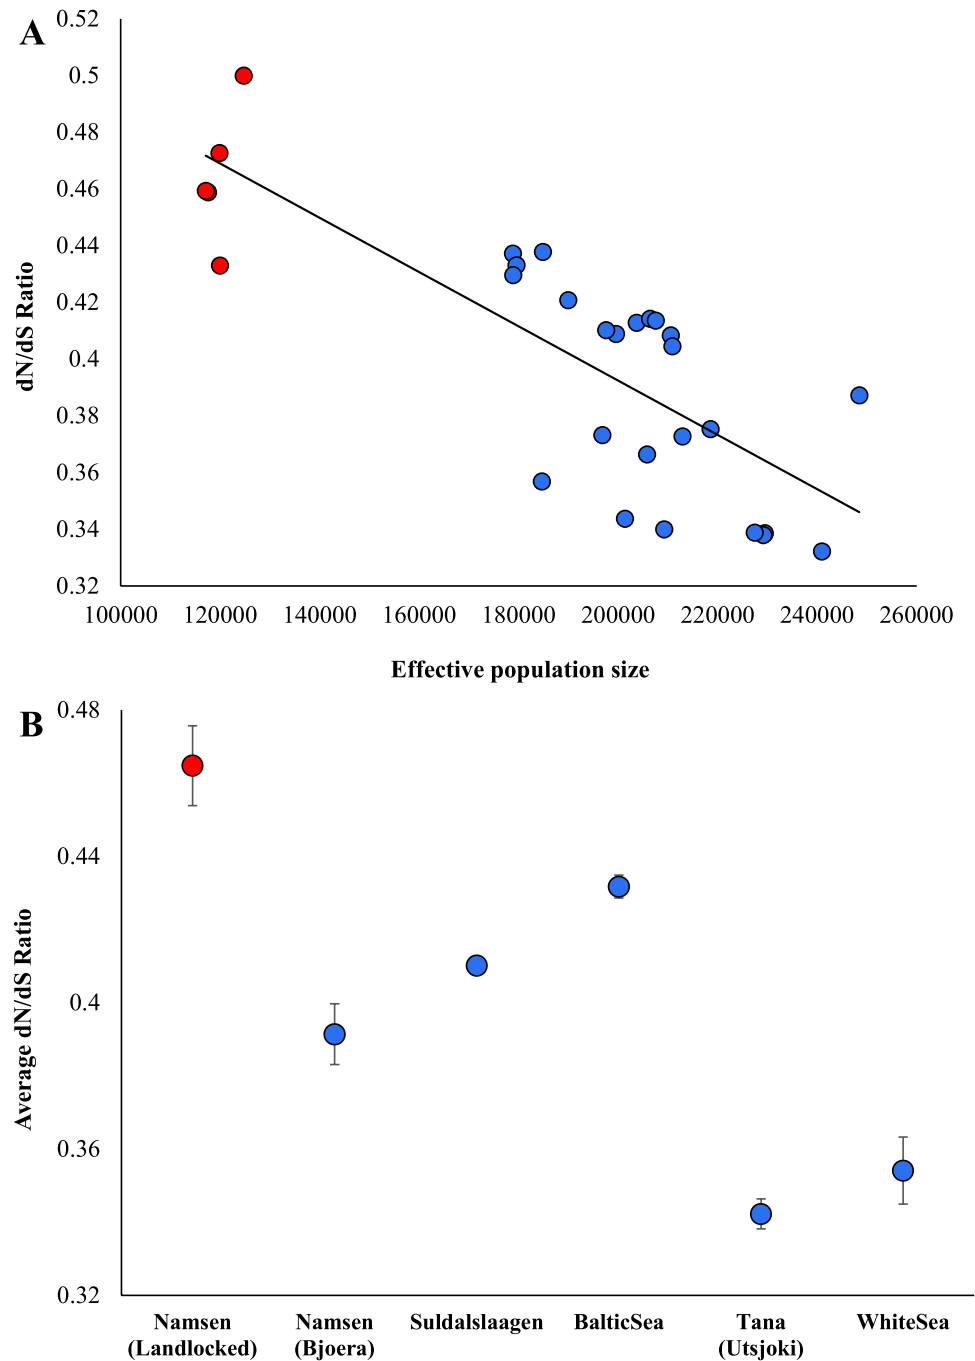 A
0.52
0.5
0.48
0.46
0.44
0.42
0.4
0.38
0.36
0.34
0.32
dN/dS Ratio
100000 120000 140000 160000 180000 200000 220000 240000 260000
Effective population size
B
0.48
0.44
0.4
0.36
0.32
Average dN/dS Ratio
Namsen Namsen Suldalslaagen BalticSea Tana WhiteSea
(Landlocked) (Bjoera) (Utsjoki)